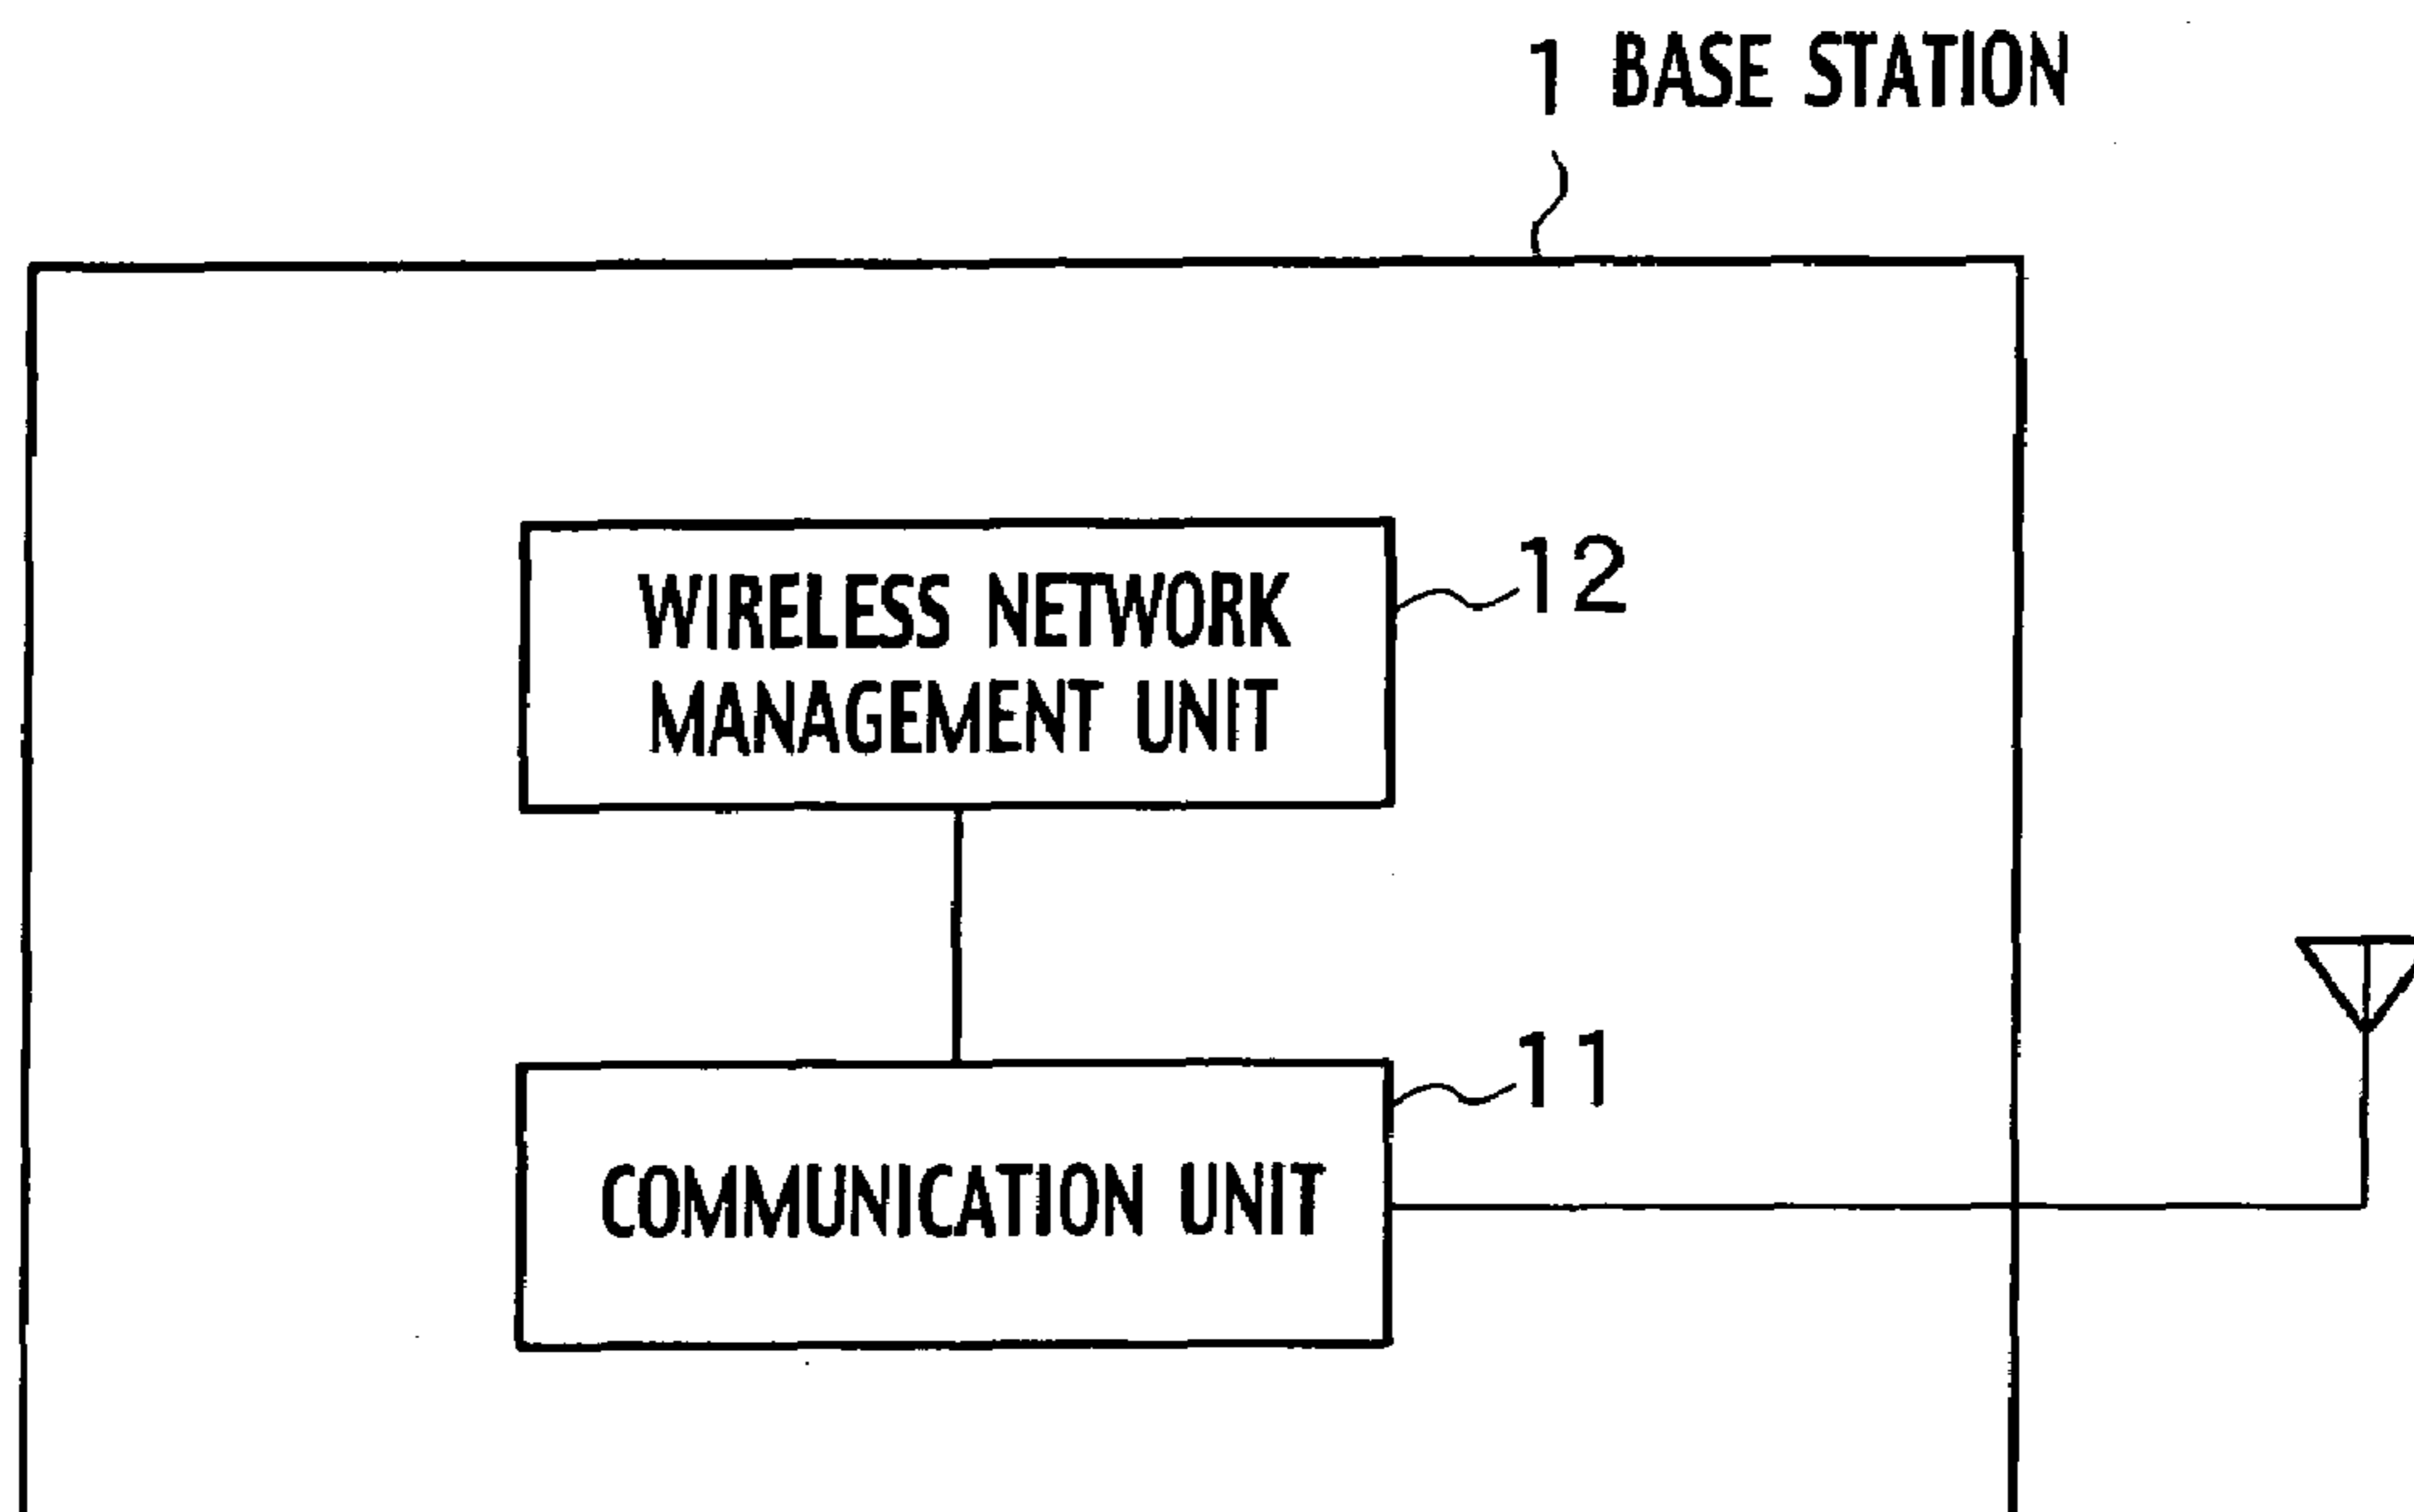 1 BASE STATION
WIRELESS NETWORK
MANAGEMENT UNIT
12
11
COMMUNICATION UNIT